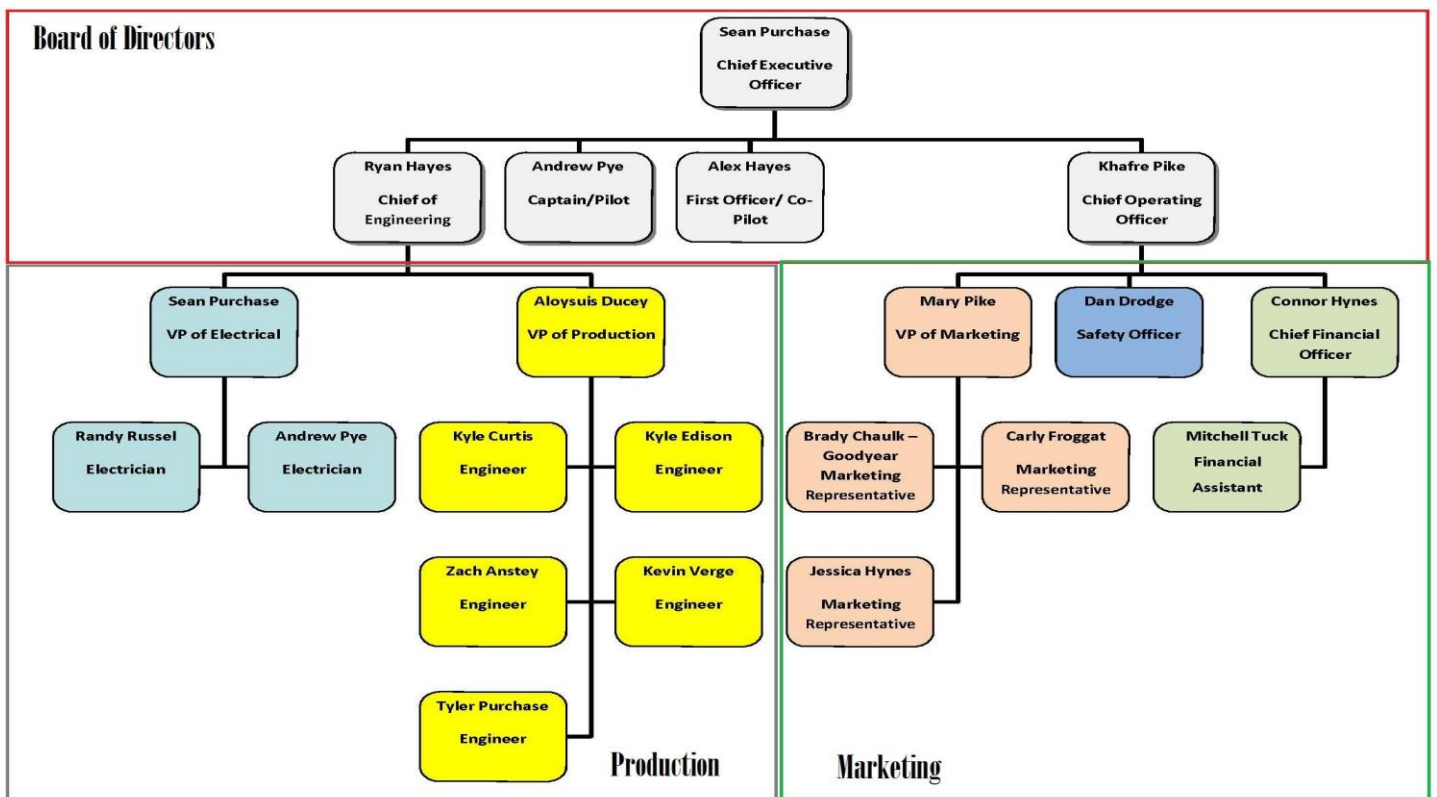 Board of Directors
Sean Purchase
Chief Executive
Officer
Ryan Hayes
Chief of
Engineering
Andrew Pye
Captain/Pilot
Alex Hayes
First Officer/ Co-
Pilot
Khafre Pike
Chief Operating
Officer
Sean Purchase
VP of Electrical
Aloysuis Ducey
VP of Production
Mary Pike
VP of Marketing
Dan Drodge
Safety Officer
Connor Hynes
Chief Financial
Officer
Randy Russel
Electrician
Andrew Pye
Electrician
Kyle Curtis
Engineer
Kyle Edison
Engineer
Brady Chaulk –
Goodyear
Marketing
Representative
Carly Froggat
Marketing
Representative
Mitchell Tuck
Financial
Assistant
Zach Anstey
Engineer
Kevin Verge
Engineer
Jessica Hynes
Marketing
Representative
Tyler Purchase
Engineer
Production
Marketing